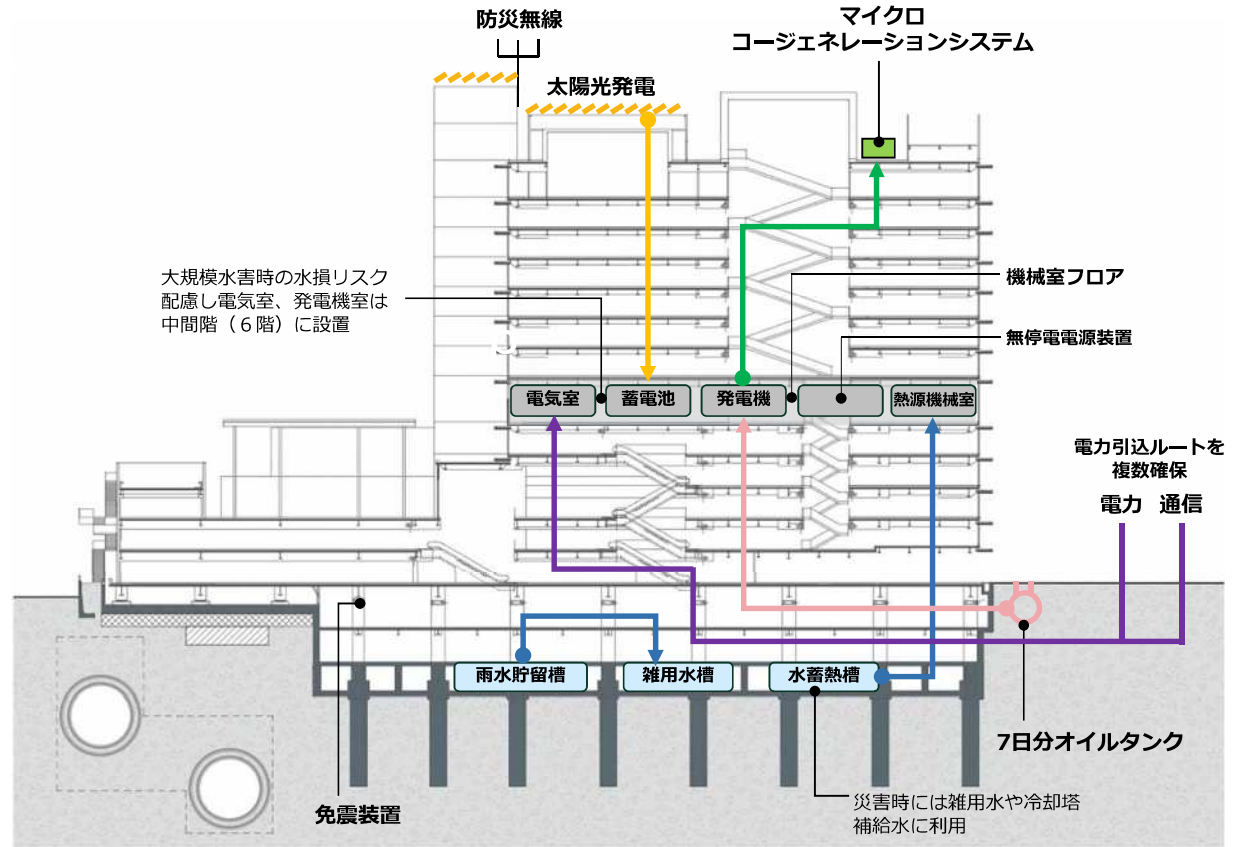 防災無線
マイクロ
コージェネレーションシステム
太陽光発電
大規模水害時の水損リスク
配慮し電気室、発電機室は
中間階（６階）に設置
機械室フロア
無停電電源装置
電気室
蓄電池
発電機
熱源機械室
電力引込ルートを
複数確保
電力 通信
雨水貯留槽
雑用水槽
水蓄熱槽
7日分オイルタンク
免震装置
災害時には雑用水や冷却塔
補給水に利用